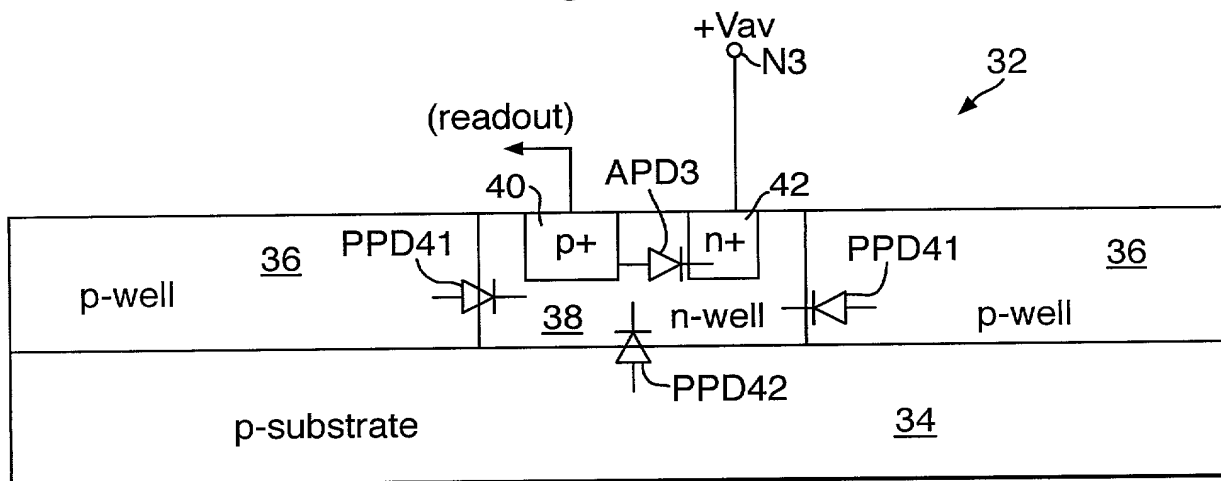 +Vav
N3
32
(readout)
APD3
40
42
p+
n+
36
PPD41
PPD41
36
p-well
38
n-well
p-well
PPD42
p-substrate
34